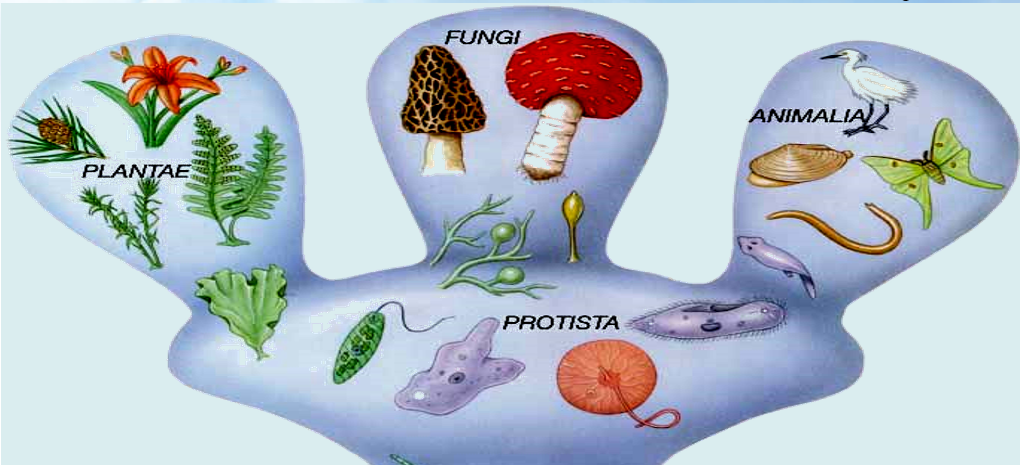 FUNGI
ANIMALIA
PLANTAE
PROTISTA